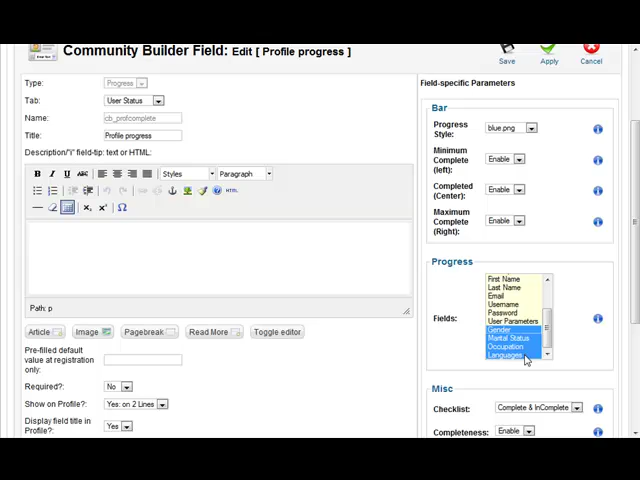 Community Builder Field: Edit [ Profile progress ]
Save Apply Cancel
Type: Progress
Tab: User Status
Name: cb_profcomplete
Title: Profile progress
Description/"i" field-tip: text or HTML:
B I U ABC Styles Paragraph
HTML
Path: p
Article Image Pagebreak Read More Toggle editor
Pre-filled default
value at registration
only:
Required?: No
Show on Profile?: Yes: on 2 Lines
Display field title in
Profile?: Yes
Field-specific Parameters
Bar
Progress
Style: blue.png
Minimum
Complete
(left): Enable
Completed
(Center): Enable
Maximum
Complete
(Right): Enable
Progress
Fields:
First Name
Last Name
Email
Username
Password
User Parameters
Gender
Marital Status
Occupation
Languages
Misc
Checklist: Complete & InComplete
Completeness: Enable